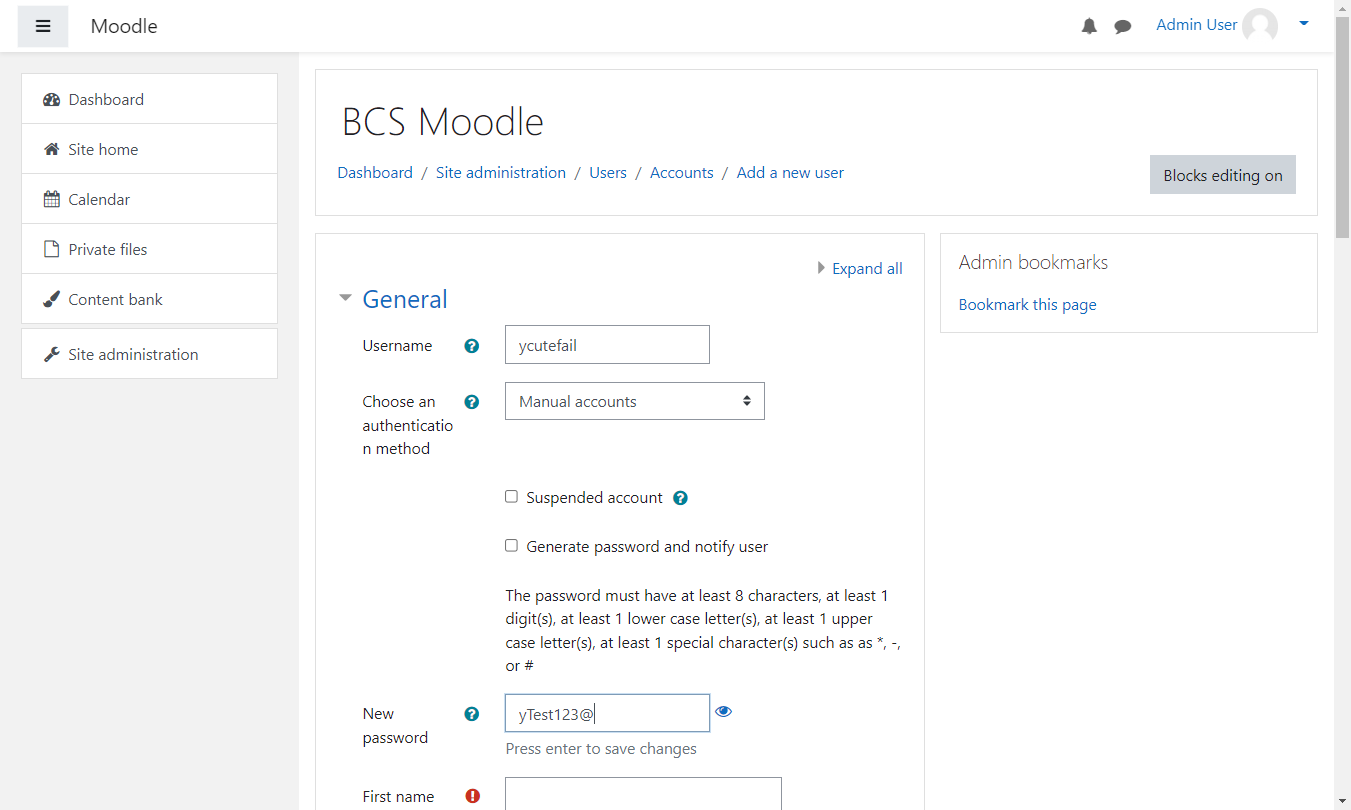 Moodle
Admin User
Dashboard
Site home
Calendar
Private files
Content bank
Site administration
BCS Moodle
Dashboard / Site administration / Users / Accounts / Add a new user
Blocks editing on
Expand all
General
Username
ycutefail
Choose an
authenticatio
n method
Manual accounts
Suspended account
Generate password and notify user
The password must have at least 8 characters, at least 1
digit(s), at least 1 lower case letter(s), at least 1 upper
case letter(s), at least 1 special character(s) such as as *, -,
or #
New
password
yTest123@
Press enter to save changes
First name
Admin bookmarks
Bookmark this page